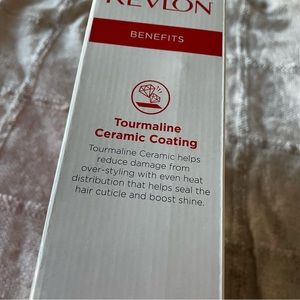 REVLON
BENEFITS
Tourmaline
Ceramic Coating
Tourmaline Ceramic helps
reduce damage from
over-styling with even heat
distribution that helps seal the
hair cuticle and boost shine.